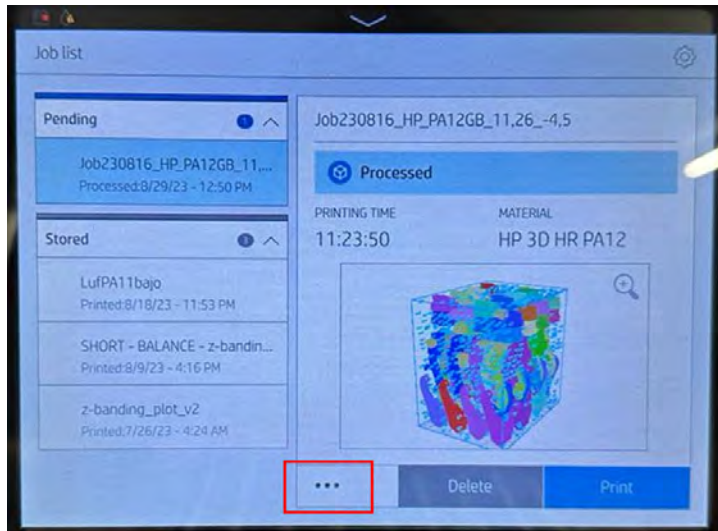 Job list
Pending
1
Job230816_HP_PA12GB_11,...
Processed:8/29/23 - 12:50 PM
Stored
3
LufPA11bajo
Printed:8/18/23 - 11:53 PM
SHORT - BALANCE - z-bandin...
Printed:8/9/23 - 4:16 PM
z-banding_plot_v2
Printed:7/26/23 - 4:24 AM
Job230816_HP_PA12GB_11,26_-4,5
Processed
PRINTING TIME
MATERIAL
11:23:50
HP 3D HR PA12
•••
Delete
Print